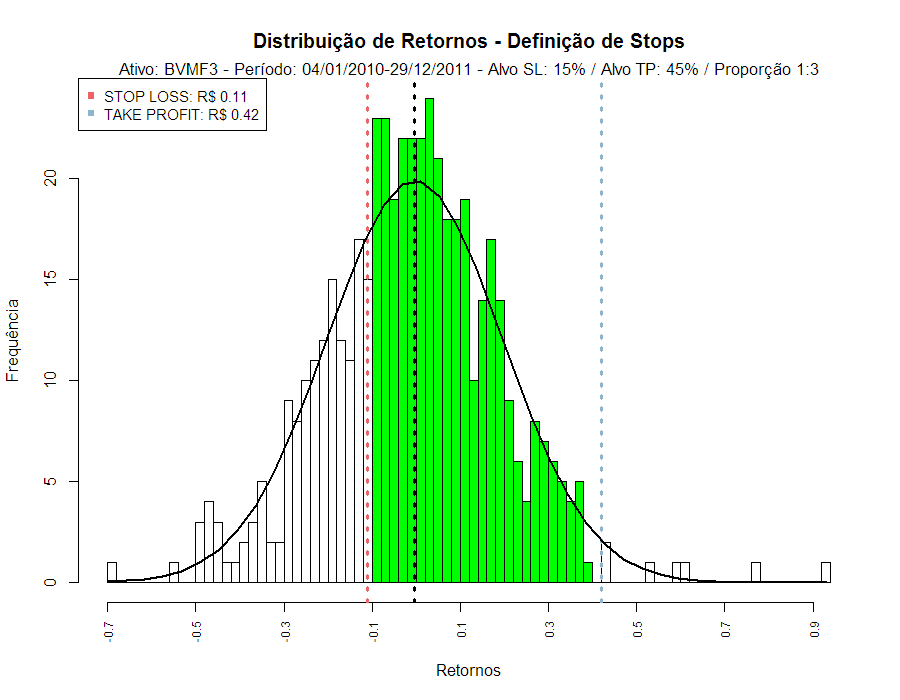 Distribuição de Retornos - Definição de Stops
Ativo: BVMF3 - Período: 04/01/2010-29/12/2011 - Alvo SL: 15% / Alvo TP: 45% / Proporção 1:3
STOP LOSS: R$ 0.11
TAKE PROFIT: R$ 0.42
Frequência
20
15
10
5
0
-0.7 -0.5 -0.3 -0.1 0.1 0.3 0.5 0.7 0.9
Retornos